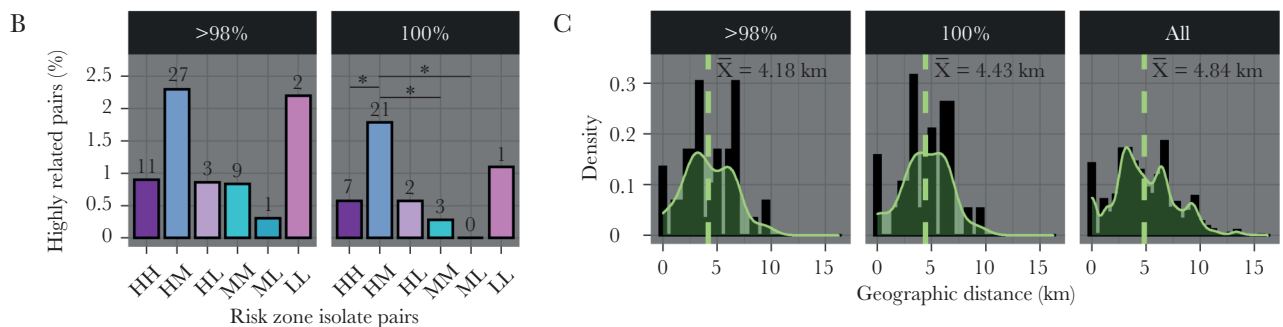 B
>98%
100%
Highly related pairs (%)
2.5
2
1.5
1
0.5
0
11
27
3
9
1
2
7
21
2
3
0
1
*
*
*
HH
HM
HL
MM
ML
LL
HH
HM
HL
MM
ML
LL
Risk zone isolate pairs
C
>98%
100%
All
X̅ = 4.18 km
X̅ = 4.43 km
X̅ = 4.84 km
Density
0.3
0.2
0.1
0
0 5 10 15
0 5 10 15
0 5 10 15
Geographic distance (km)